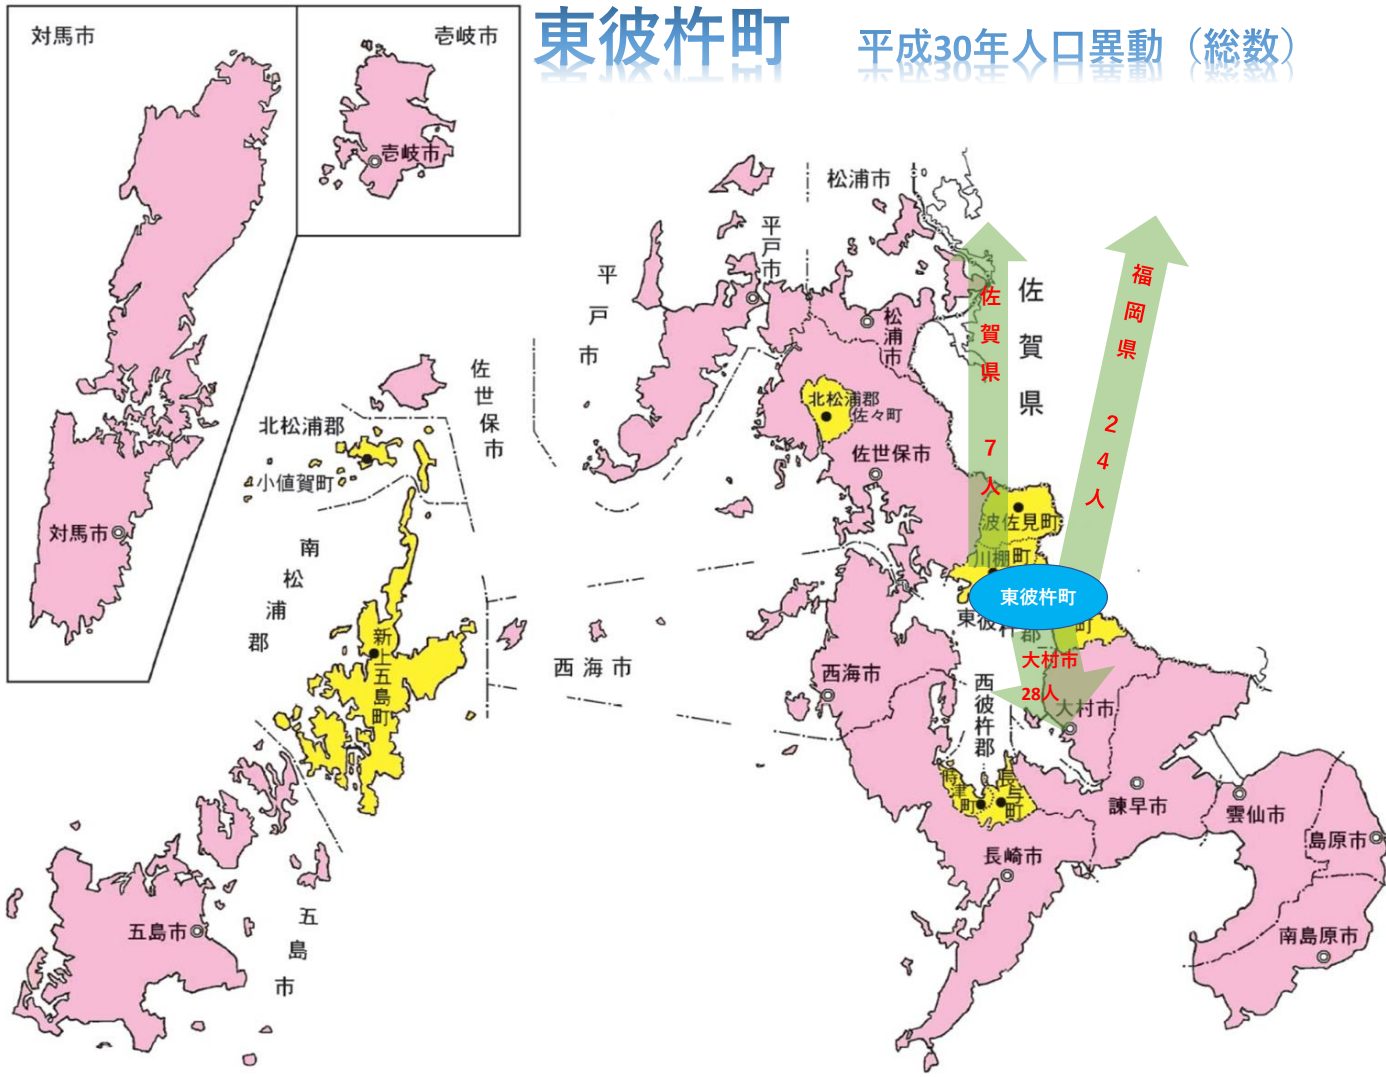 東彼杵町
平成30年人口異動（総数）
対馬市
壱岐市
壱岐市
対馬市
松浦市
平戸市
平戸市
松浦市
佐賀県
佐賀県 7人
福岡県 24人
佐世保市
北松浦郡
小値賀町
北松浦郡
佐々町
佐世保市
波佐見町
川棚町
東彼杵町
東彼杵郡
町
大村市
28人
大村市
南松浦郡
新上五島町
西海市
西海市
西彼杵郡
時津町
長与町
諫早市
雲仙市
島原市
長崎市
南島原市
五島市
五島市